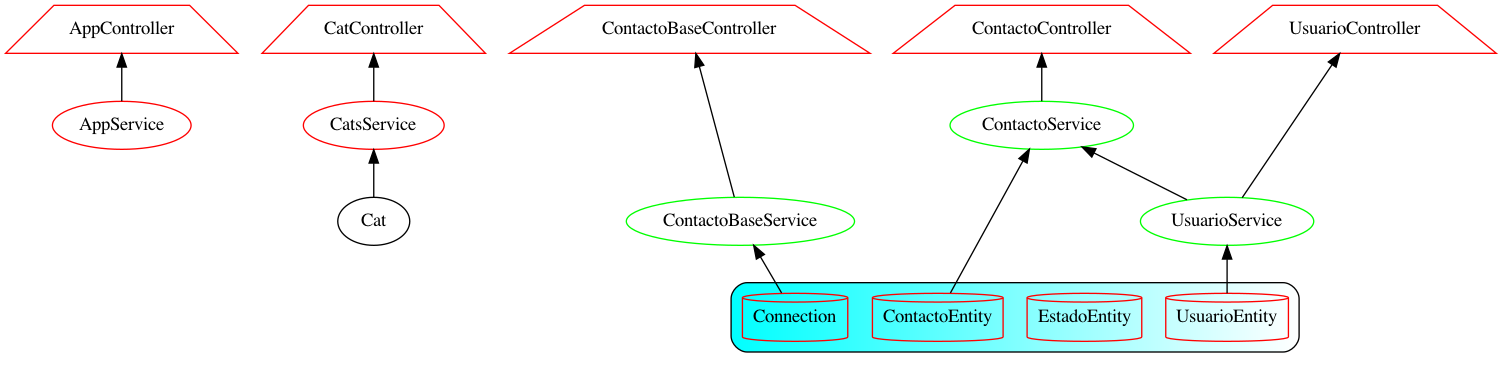 AppController
CatController
ContactoBaseController
ContactoController
UsuarioController
AppService
CatsService
ContactoService
Cat
ContactoBaseService
UsuarioService
Connection
ContactoEntity
EstadoEntity
UsuarioEntity